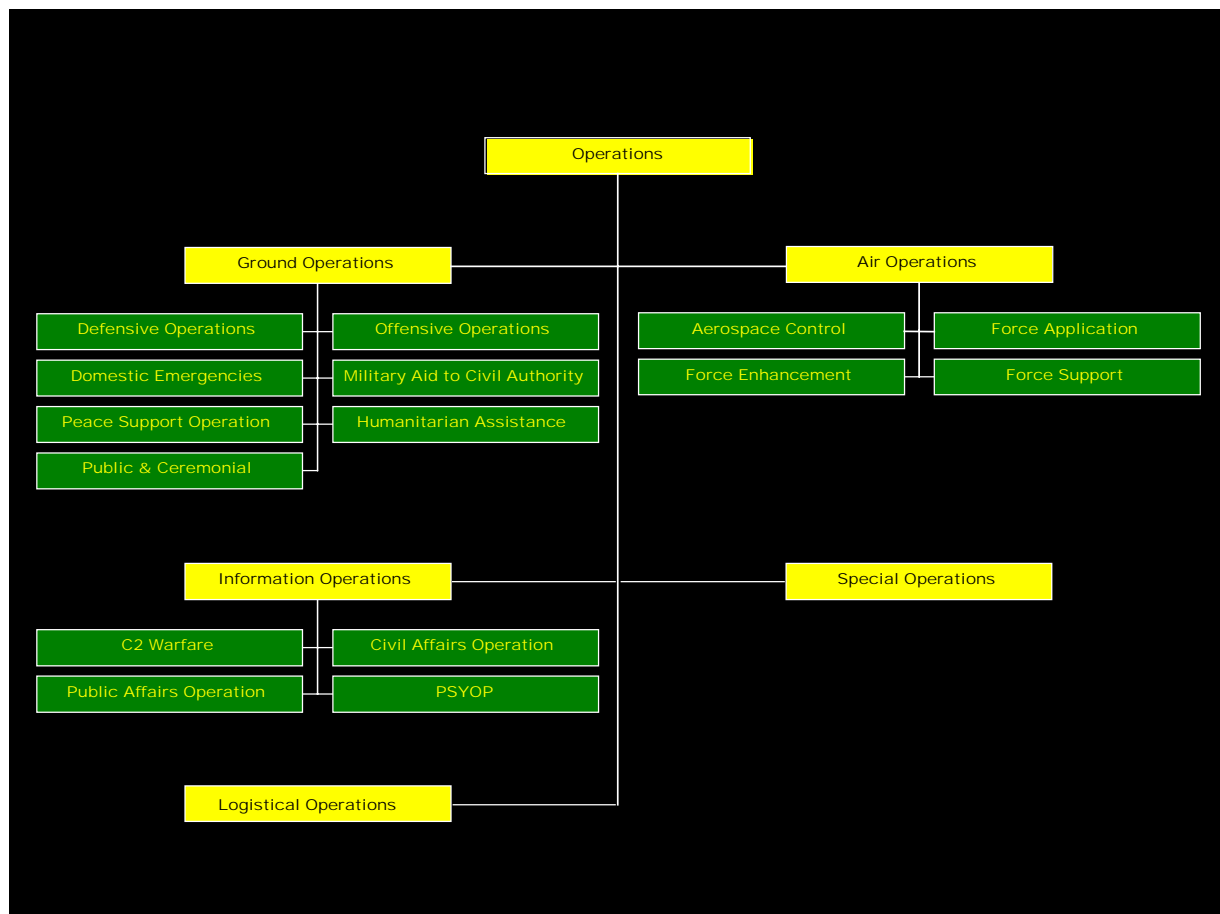 Operations
Ground Operations
Air Operations
Defensive Operations
Offensive Operations
Aerospace Control
Force Application
Domestic Emergencies
Military Aid to Civil Authority
Force Enhancement
Force Support
Peace Support Operation
Humanitarian Assistance
Public & Ceremonial
Information Operations
Special Operations
C2 Warfare
Civil Affairs Operation
Public Affairs Operation
PSYOP
Logistical Operations